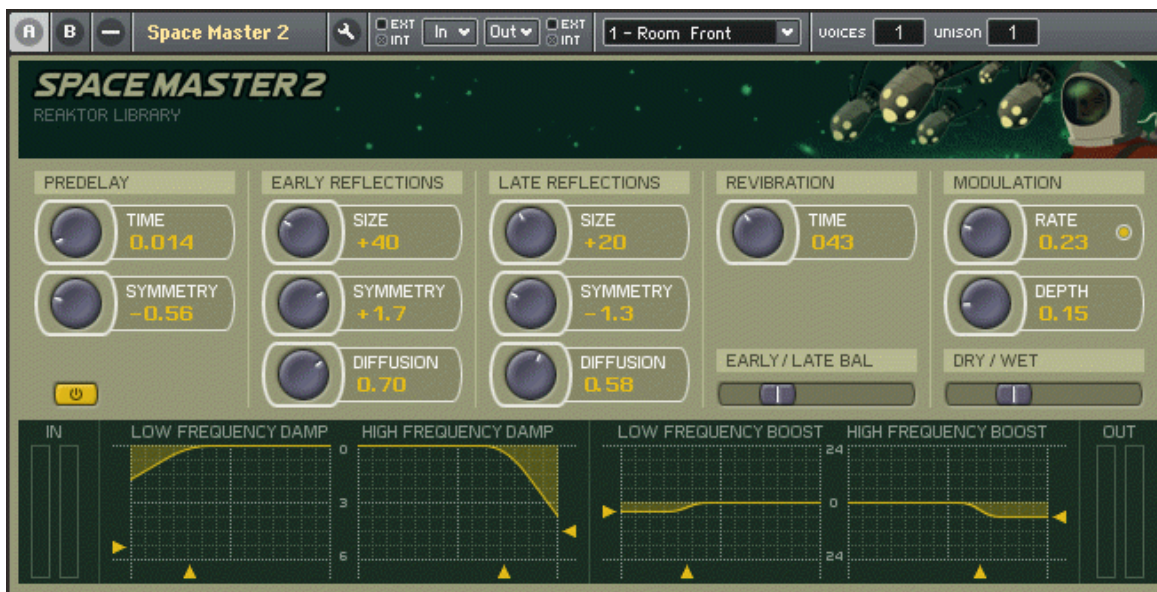 A B Space Master 2 EXT INT In Out EXT INT 1 - Room Front VOICES 1 UNISON 1
SPACE MASTER 2
REAKTOR LIBRARY
PREDELAY
TIME
0.014
SYMMETRY
-0.56
EARLY REFLECTIONS
SIZE
+40
SYMMETRY
+1.7
DIFFUSION
0.70
LATE REFLECTIONS
SIZE
+20
SYMMETRY
-1.3
DIFFUSION
0.58
REVIBRATION
TIME
043
EARLY / LATE BAL
MODULATION
RATE
0.23
DEPTH
0.15
DRY / WET
IN LOW FREQUENCY DAMP HIGH FREQUENCY DAMP LOW FREQUENCY BOOST HIGH FREQUENCY BOOST OUT
0 24
3 0
6 24